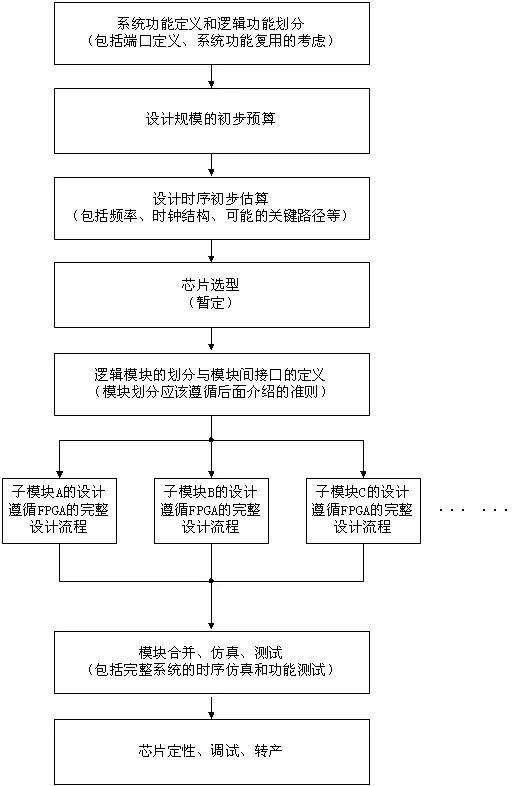 系统功能定义和逻辑功能划分
(包括端口定义、系统功能复用的考虑)
设计规模的初步预算
设计时序初步估算
(包括频率、时钟结构、可能的关键路径等)
芯片选型
(暂定)
逻辑模块的划分与模块间接口的定义
(模块划分应该遵循后面介绍的准则)
子模块A的设计
遵循FPGA的完整
设计流程
子模块B的设计
遵循FPGA的完整
设计流程
子模块C的设计
遵循FPGA的完整
设计流程
··· ···
模块合并、仿真、测试
(包括完整系统的时序仿真和功能测试)
芯片定性、调试、转产